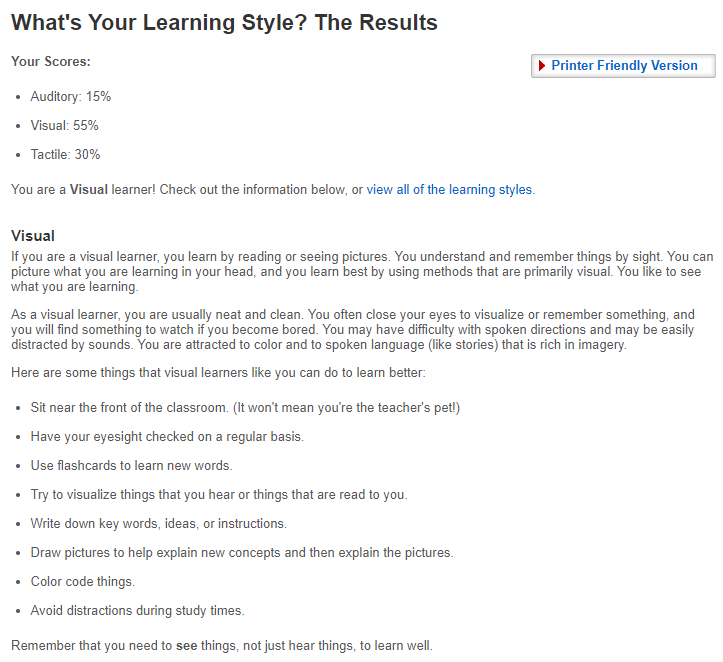 What's Your Learning Style? The Results
Your Scores:
Printer Friendly Version
Auditory: 15%
Visual: 55%
Tactile: 30%
You are a Visual learner! Check out the information below, or view all of the learning styles.
Visual
If you are a visual learner, you learn by reading or seeing pictures. You understand and remember things by sight. You can
picture what you are learning in your head, and you learn best by using methods that are primarily visual. You like to see
what you are learning.
As a visual learner, you are usually neat and clean. You often close your eyes to visualize or remember something, and
you will find something to watch if you become bored. You may have difficulty with spoken directions and may be easily
distracted by sounds. You are attracted to color and to spoken language (like stories) that is rich in imagery.
Here are some things that visual learners like you can do to learn better:
Sit near the front of the classroom. (It won't mean you're the teacher's pet!)
Have your eyesight checked on a regular basis.
Use flashcards to learn new words.
Try to visualize things that you hear or things that are read to you.
Write down key words, ideas, or instructions.
Draw pictures to help explain new concepts and then explain the pictures.
Color code things.
Avoid distractions during study times.
Remember that you need to see things, not just hear things, to learn well.